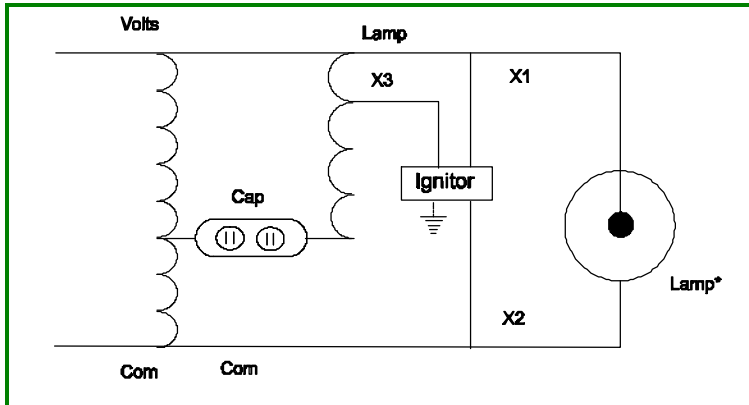 Volts
Lamp
X3
X1
Ignitor
Cap
Lamp*
X2
Com
Com